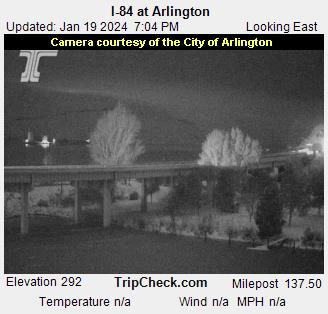 I-84 at Arlington
Updated: Jan 19 2024 7:04 PM Looking East
Camera courtesy of the City of Arlington
Elevation 292 TripCheck.com Milepost 137.50
Temperature n/a Wind n/a MPH n/a